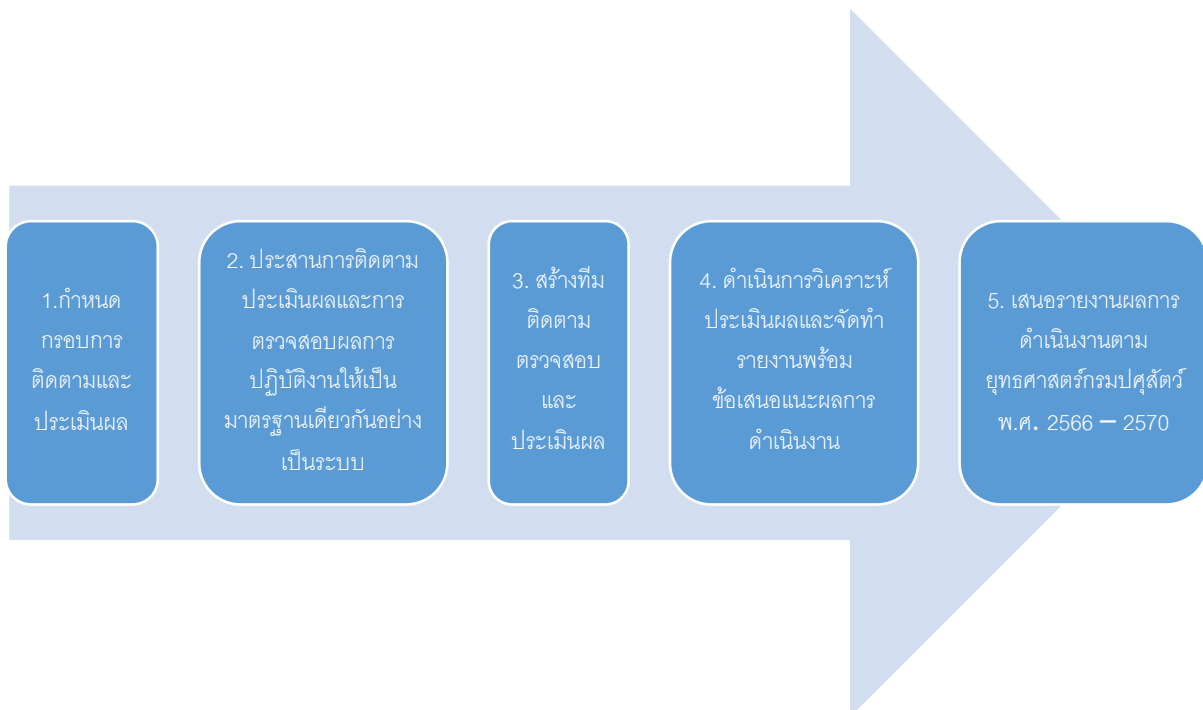 1.กำหนด
กรอบการ
ติดตามและ
ประเมินผล
2. ประสานการติดตาม
ประเมินผลและการ
ตรวจสอบผลการ
ปฏิบัติงานให้เป็น
มาตรฐานเดียวกันอย่าง
เป็นระบบ
3. สร้างทีม
ติดตาม
ตรวจสอบ
และ
ประเมินผล
4. ดำเนินการวิเคราะห์
ประเมินผลและจัดทำ
รายงานพร้อม
ข้อเสนอแนะผลการ
ดำเนินงาน
5. เสนอรายงานผลการ
ดำเนินงานตาม
ยุทธศาสตร์กรมปศุสัตว์
พ.ศ. 2566 – 2570